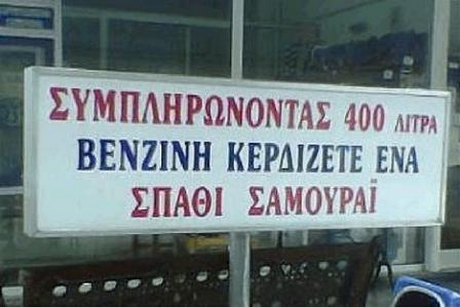 ΣΥΜΠΛΗΡΩΝΟΝΤΑΣ 400 ΛΙΤΡΑ
ΒΕΝΖΙΝΗ ΚΕΡΔΙΖΕΤΕ ΕΝΑ
ΣΠΑΘΙ ΣΑΜΟΥΡΑΪ